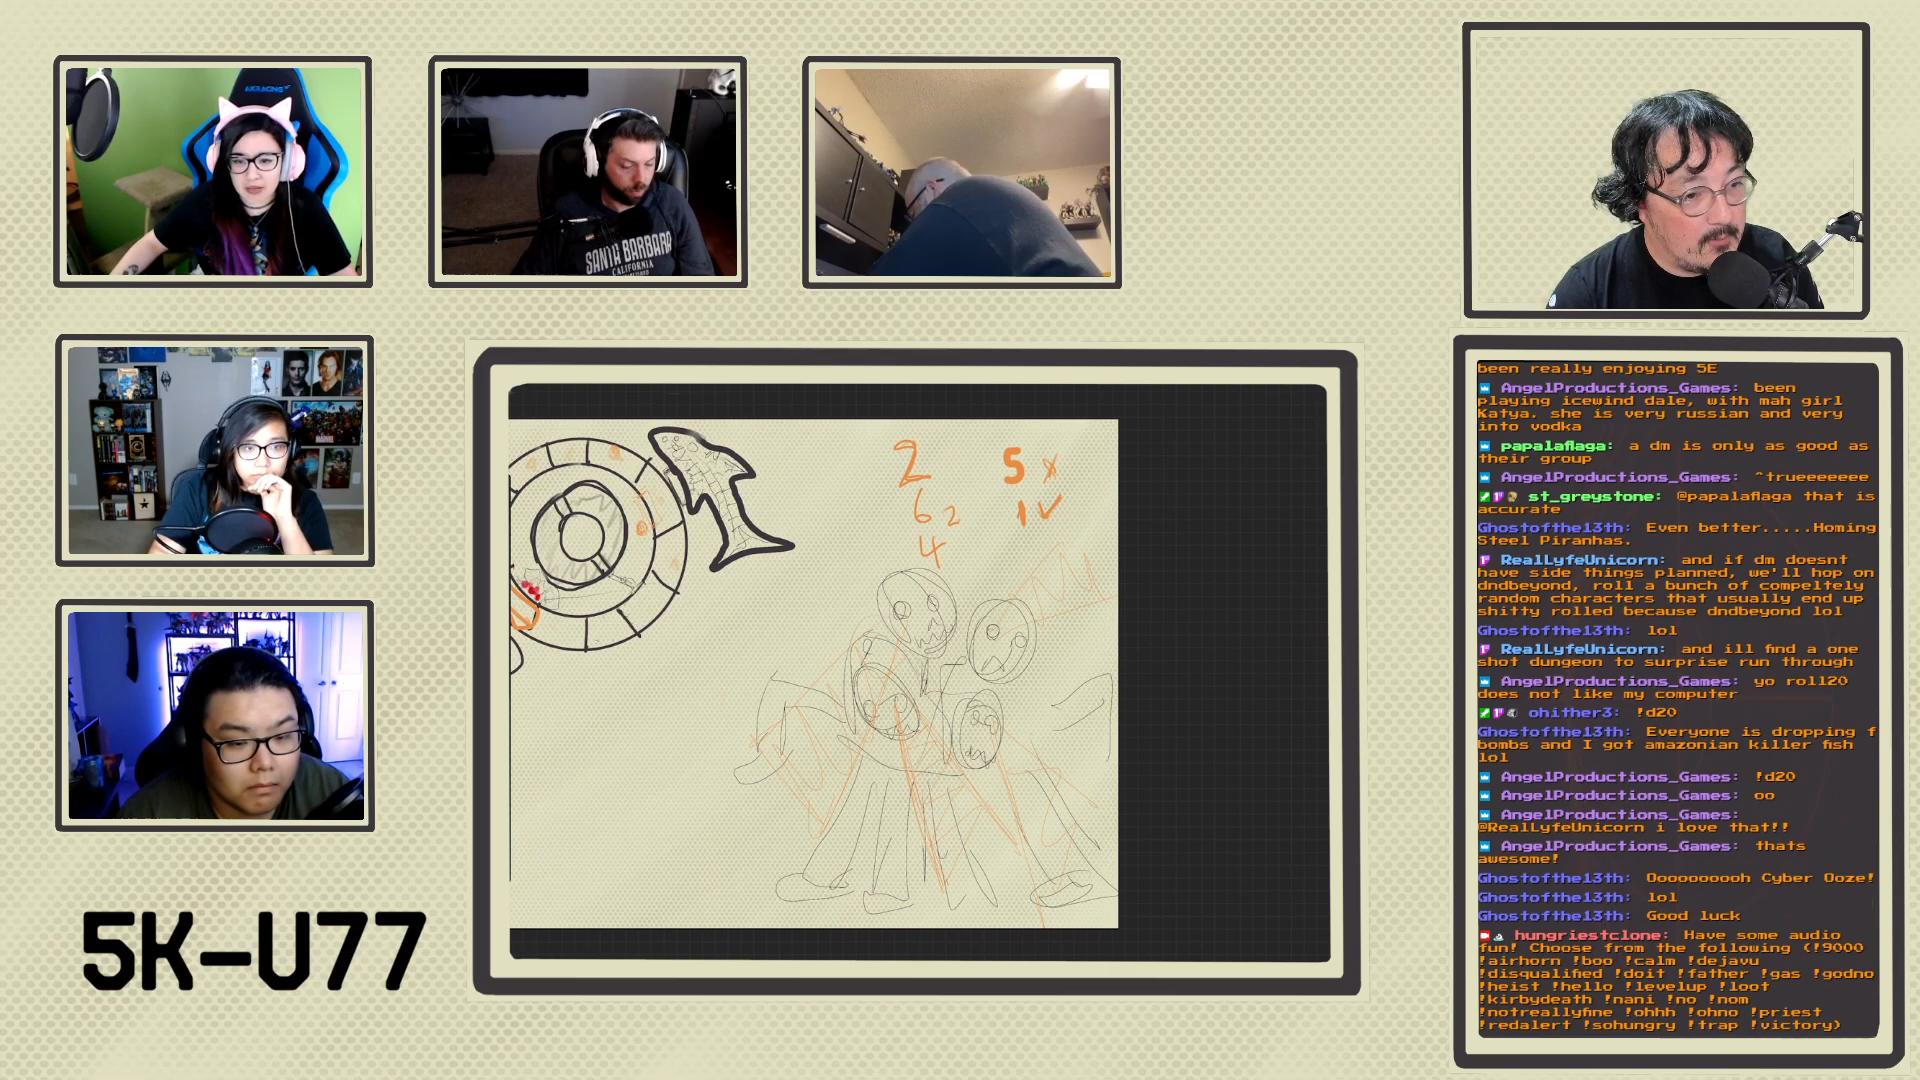 AKRACING
SANTA BARBARA
CALIFORNIA
2
5 x
6 2
1 ✓
4
5K-U77
been really enjoying 5E
AngelProductions_Games: been
playing icewind dale, with mah girl
Katya. she is very russian and very
into vodka
papalaflaga: a dm is only as good as
their group
AngelProductions_Games: ^trueeeeeee
st_greystone: @papalaflaga that is
accurate
Ghostofthe13th: Even better.....Homing
Steel Piranhas.
RealLyfeUnicorn: and if dm doesnt
have side things planned, we'll hop on
dndbeyond, roll a bunch of compeltely
random characters that usually end up
shitty rolled because dndbeyond lol
Ghostofthe13th: lol
RealLyfeUnicorn: and ill find a one
shot dungeon to surprise run through
AngelProductions_Games: yo roll20
does not like my computer
ohither3: !d20
Ghostofthe13th: Everyone is dropping f
bombs and I got amazonian killer fish
lol
AngelProductions_Games: !d20
AngelProductions_Games: oo
AngelProductions_Games:
@RealLyfeUnicorn i love that!!
AngelProductions_Games: thats
awesome!
Ghostofthe13th: Ooooooooooh Cyber Ooze!
Ghostofthe13th: lol
Ghostofthe13th: Good luck
hungriestclone: Have some audio
fun! Choose from the following (!9000
!airhorn !boo !calm !dejavu
!disqualified !doit !father !gas !godno
!heist !hello !levelup !loot
!kirbydeath !nani !no !nom
!notreallyfine !ohhh !ohno !priest
!redalert !sohungry !trap !victory)